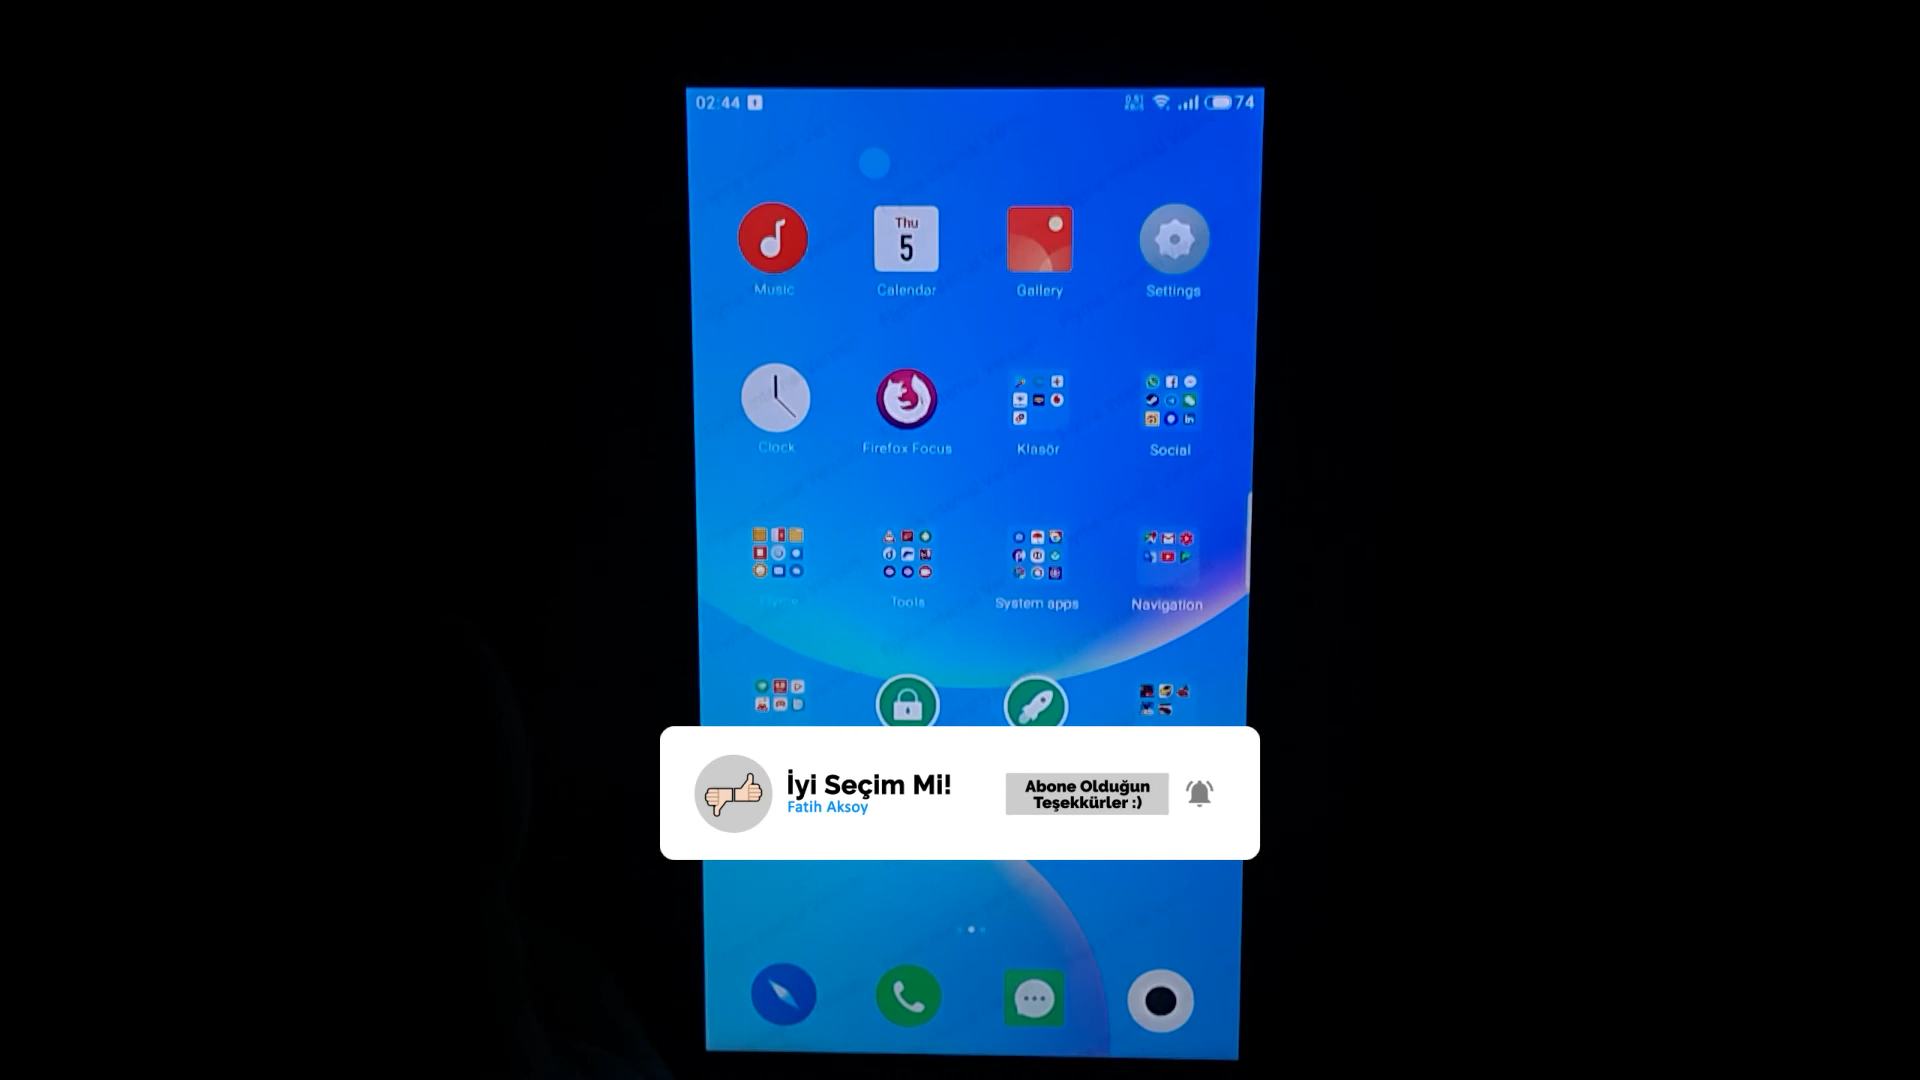 02:44
74
Thu
5
Music
Calendar
Gallery
Settings
Clock
Firefox Focus
Klasör
Social
Flyme
Tools
System apps
Navigation
İyi Seçim Mi!
Fatih Aksoy
Abone Olduğun
Teşekkürler :)